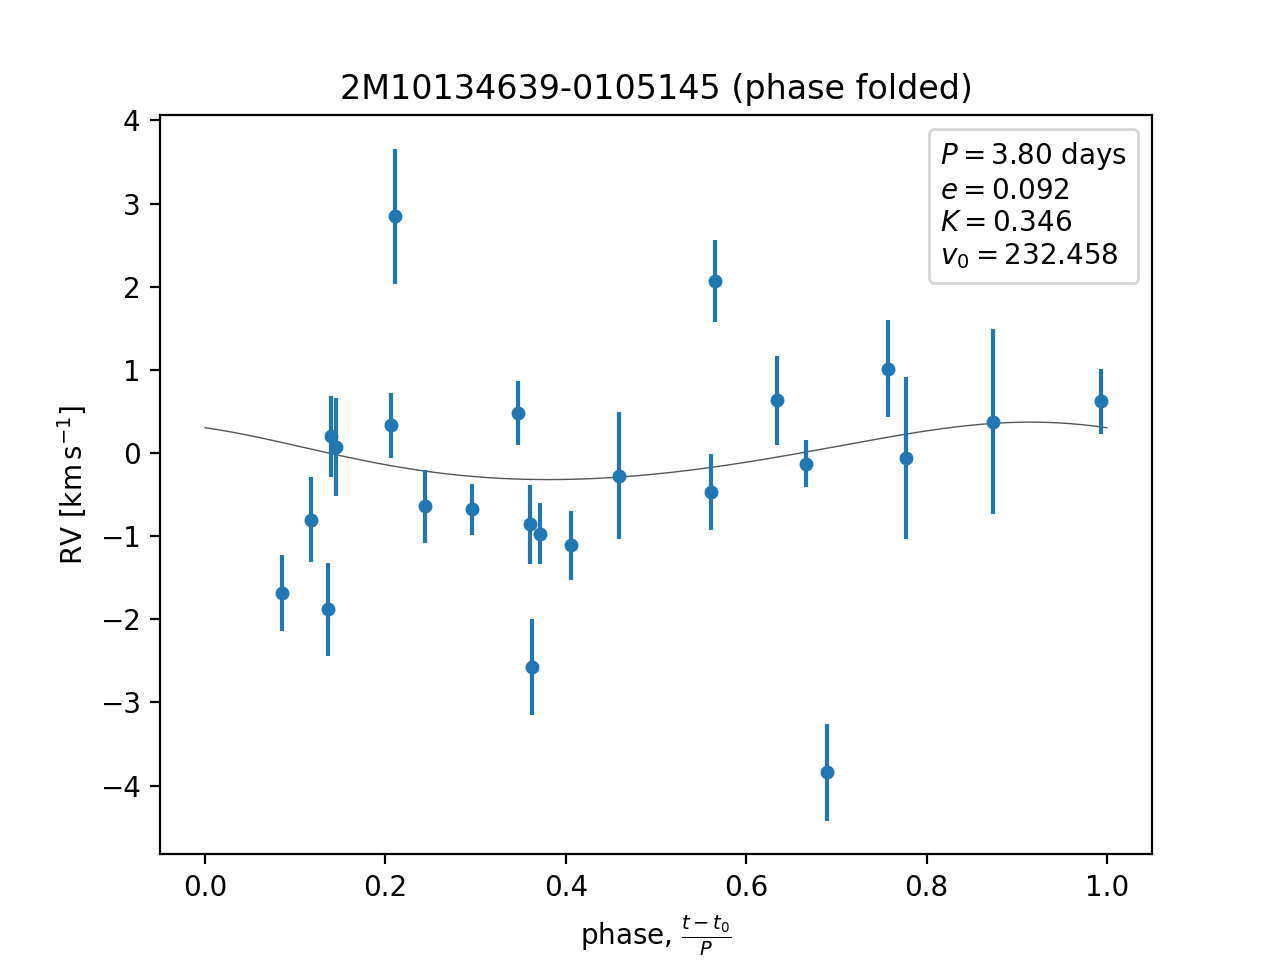 2M10134639-0105145 (phase folded)
P = 3.80 days
e = 0.092
K = 0.346
v₀ = 232.458
RV [km s⁻¹]
4
3
2
1
0
−1
−2
−3
−4
0.0 0.2 0.4 0.6 0.8 1.0
phase, (t − t₀)/P